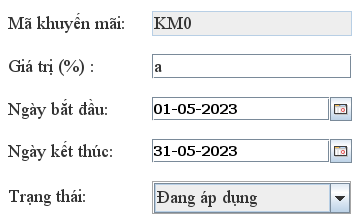 Mã khuyến mãi: KM0
Giá trị (%) : a
Ngày bắt đầu: 01-05-2023
Ngày kết thúc: 31-05-2023
Trạng thái: Đang áp dụng